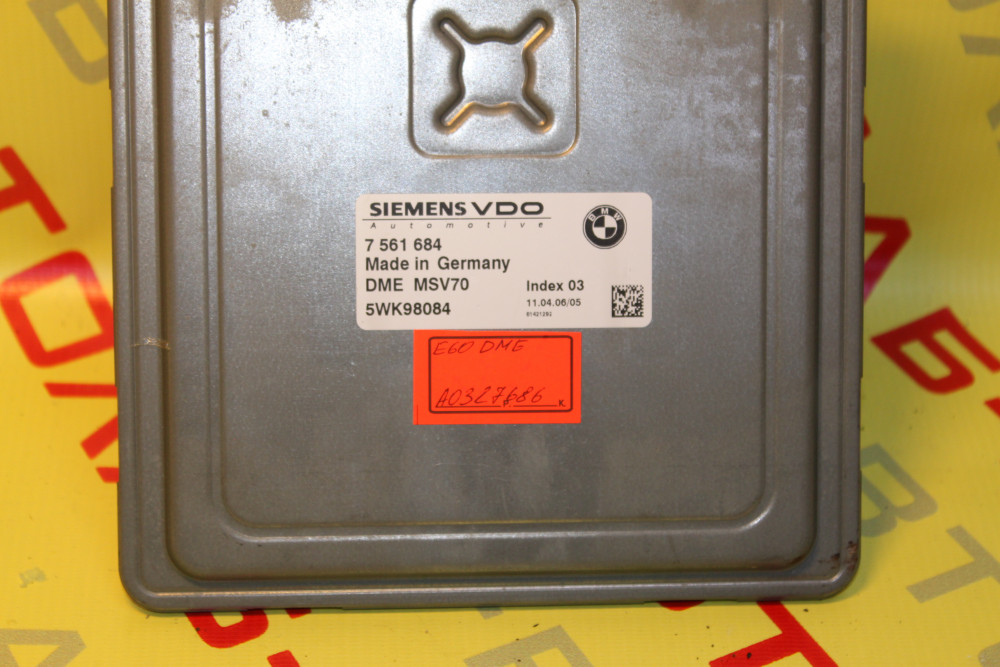 SIEMENS VDO
Automotive
BMW
7 561 684
Made in Germany
DME MSV70
Index 03
5WK98084
11.04.06/05
E60 DME
A0327686
к